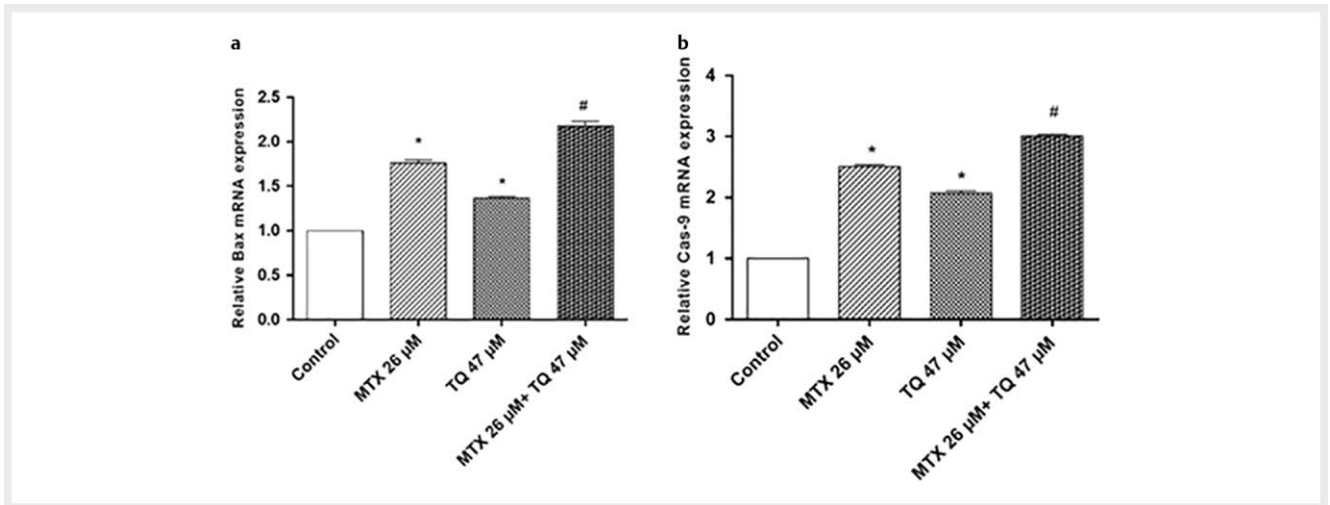 a
Relative Bax mRNA expression
2.5
2.0
1.5
1.0
0.5
0.0
*
*
#
Control
MTX 26 µM
TQ 47 µM
MTX 26 µM+ TQ 47 µM
b
Relative Cas-9 mRNA expression
4
3
2
1
0
*
*
#
Control
MTX 26 µM
TQ 47 µM
MTX 26 µM+ TQ 47 µM